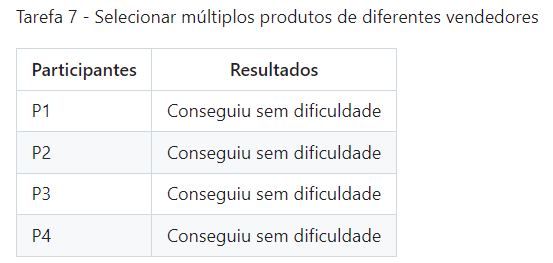 Tarefa 7 - Selecionar múltiplos produtos de diferentes vendedores
Participantes Resultados
P1 Conseguiu sem dificuldade
P2 Conseguiu sem dificuldade
P3 Conseguiu sem dificuldade
P4 Conseguiu sem dificuldade